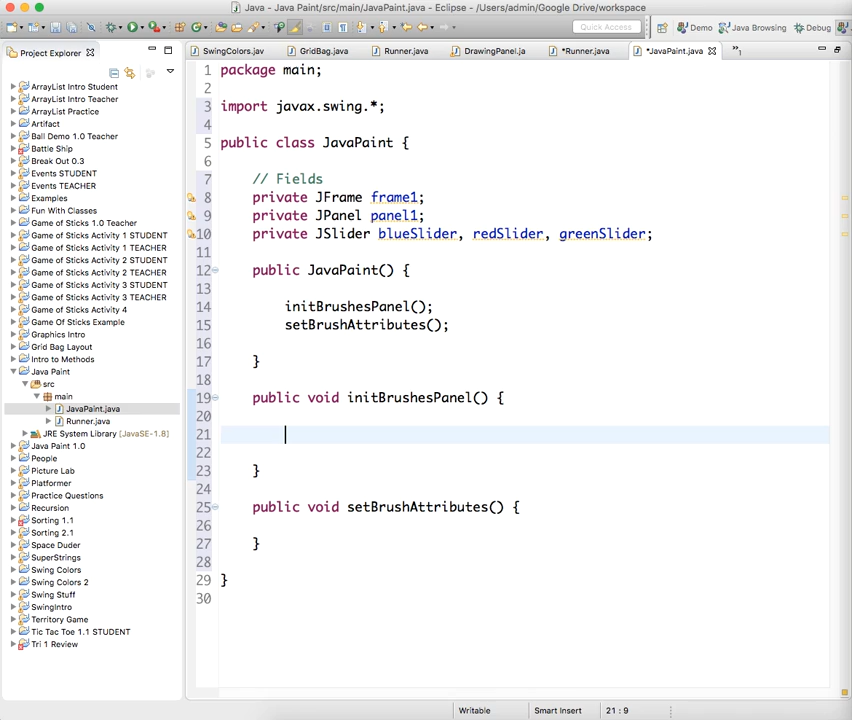 Java - Java Paint/src/main/JavaPaint.java - Eclipse - /Users/admin/Google Drive/workspace
Quick Access
Demo
Java Browsing
Debug
Project Explorer
SwingColors.jav
GridBag.java
Runner.java
DrawingPanel.ja
*Runner.java
*JavaPaint.java
»1
ArrayList Intro Student
ArrayList Intro Teacher
ArrayList Practice
Artifact
Ball Demo 1.0 Teacher
Battle Ship
Break Out 0.3
Events STUDENT
Events TEACHER
Examples
Fun With Classes
Game of Sticks 1.0 Teacher
Game of Sticks Activity 1 STUDENT
Game of Sticks Activity 1 TEACHER
Game of Sticks Activity 2 STUDENT
Game of Sticks Activity 2 TEACHER
Game of Sticks Activity 3 STUDENT
Game of Sticks Activity 3 TEACHER
Game of Sticks Activity 4
Game Of Sticks Example
Graphics Intro
Grid Bag Layout
Intro to Methods
Java Paint
src
main
JavaPaint.java
Runner.java
JRE System Library [JavaSE-1.8]
Java Paint 1.0
People
Picture Lab
Platformer
Practice Questions
Recursion
Sorting 1.1
Sorting 2.1
Space Duder
SuperStrings
Swing Colors
Swing Colors 2
Swing Stuff
SwingIntro
Territory Game
Tic Tac Toe 1.1 STUDENT
Tri 1 Review
1 package main;
2
3 import javax.swing.*;
4
5 public class JavaPaint {
6
7 // Fields
8 private JFrame frame1;
9 private JPanel panel1;
10 private JSlider blueSlider, redSlider, greenSlider;
11
12 public JavaPaint() {
13
14 initBrushesPanel();
15 setBrushAttributes();
16
17 }
18
19 public void initBrushesPanel() {
20
21
22
23 }
24
25 public void setBrushAttributes() {
26
27 }
28
29 }
30
Writable
Smart Insert
21 : 9